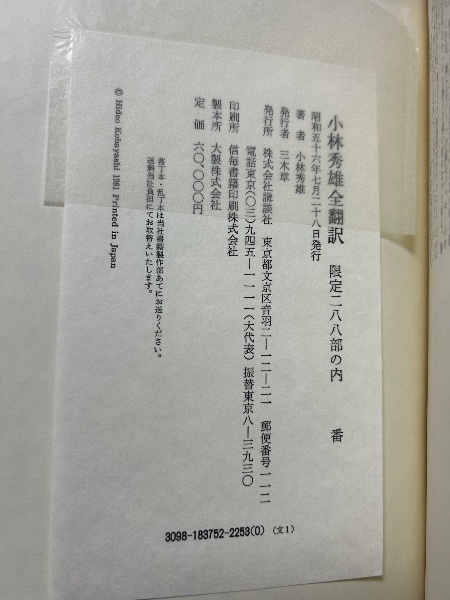 小林秀雄全翻訳　限定二八八部の内　　番
昭和五十六年七月二十八日発行
著　者　小林秀雄
発行者　三木章
発行所　株式会社講談社　東京都文京区音羽二―一二―二一　郵便番号一一二
電話東京(〇三)九四五―一一一一(大代表)　振替東京八―三九三〇
印刷所　信毎書籍印刷株式会社
製本所　大製株式会社
定　価　六〇,〇〇〇円
落丁本・乱丁本は当社書籍製作部あてにお送りください。
送料当社負担にてお取替えいたします。
© Hideo Kobayashi 1981 Printed in Japan
3098-183752-2253(0)　(文1)